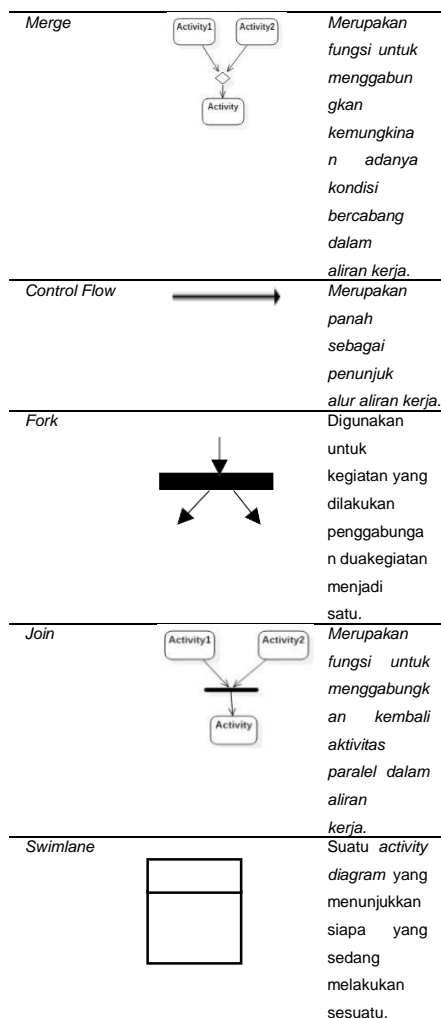 Merge
Activity1 Activity2
Activity
Merupakan
fungsi untuk
menggabun
gkan
kemungkina
n adanya
kondisi
bercabang
dalam
aliran kerja.
Control Flow
Merupakan
panah
sebagai
penunjuk
alur aliran kerja.
Fork
Digunakan
untuk
kegiatan yang
dilakukan
penggabunga
n duakegiatan
menjadi
satu.
Join
Activity1 Activity2
Activity
Merupakan
fungsi untuk
menggabungk
an kembali
aktivitas
paralel dalam
aliran
kerja.
Swimlane
Suatu activity
diagram yang
menunjukkan
siapa yang
sedang
melakukan
sesuatu.